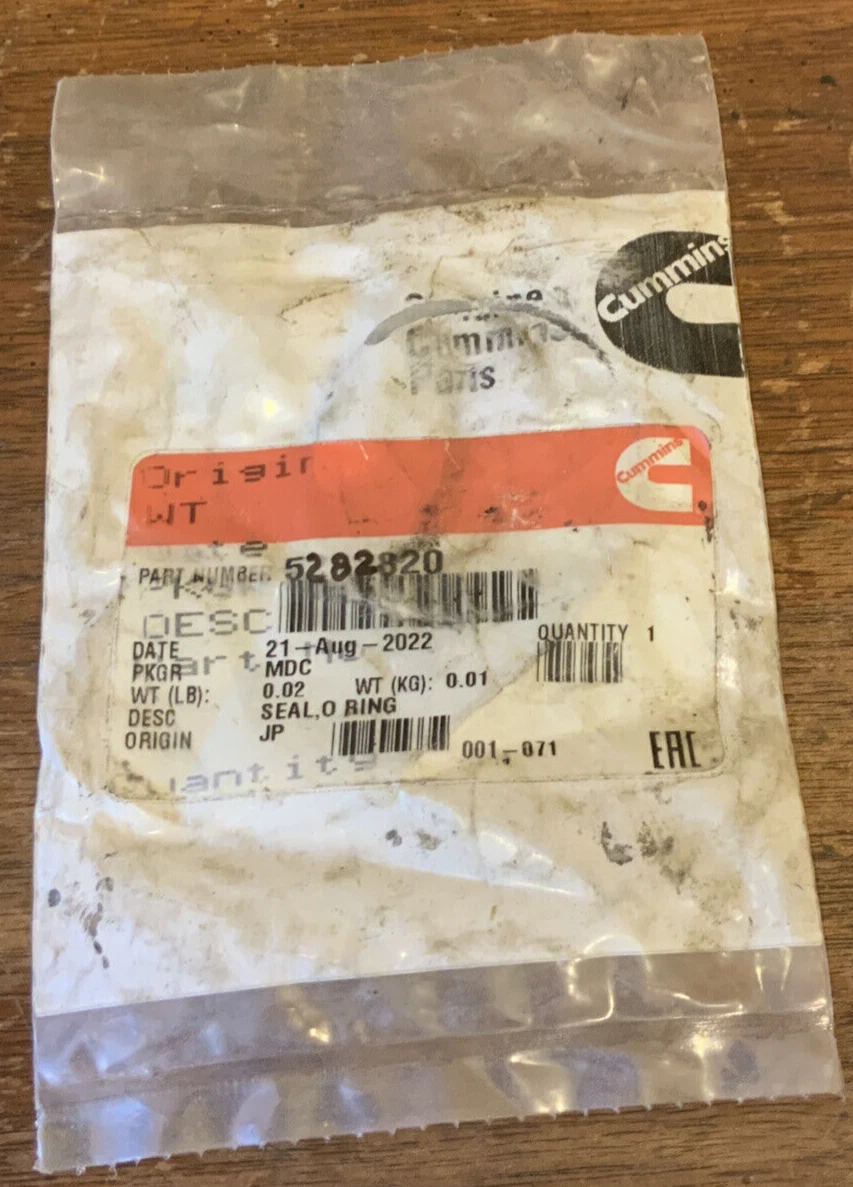 Cummins
Cummins
Parts
Cummins
Origin
WT
PART NUMBER 5282820
DESC
DATE 21-Aug-2022
QUANTITY 1
PKGR MDC
WT (LB): 0.02 WT (KG): 0.01
DESC SEAL,O RING
ORIGIN JP
001-071
EAC